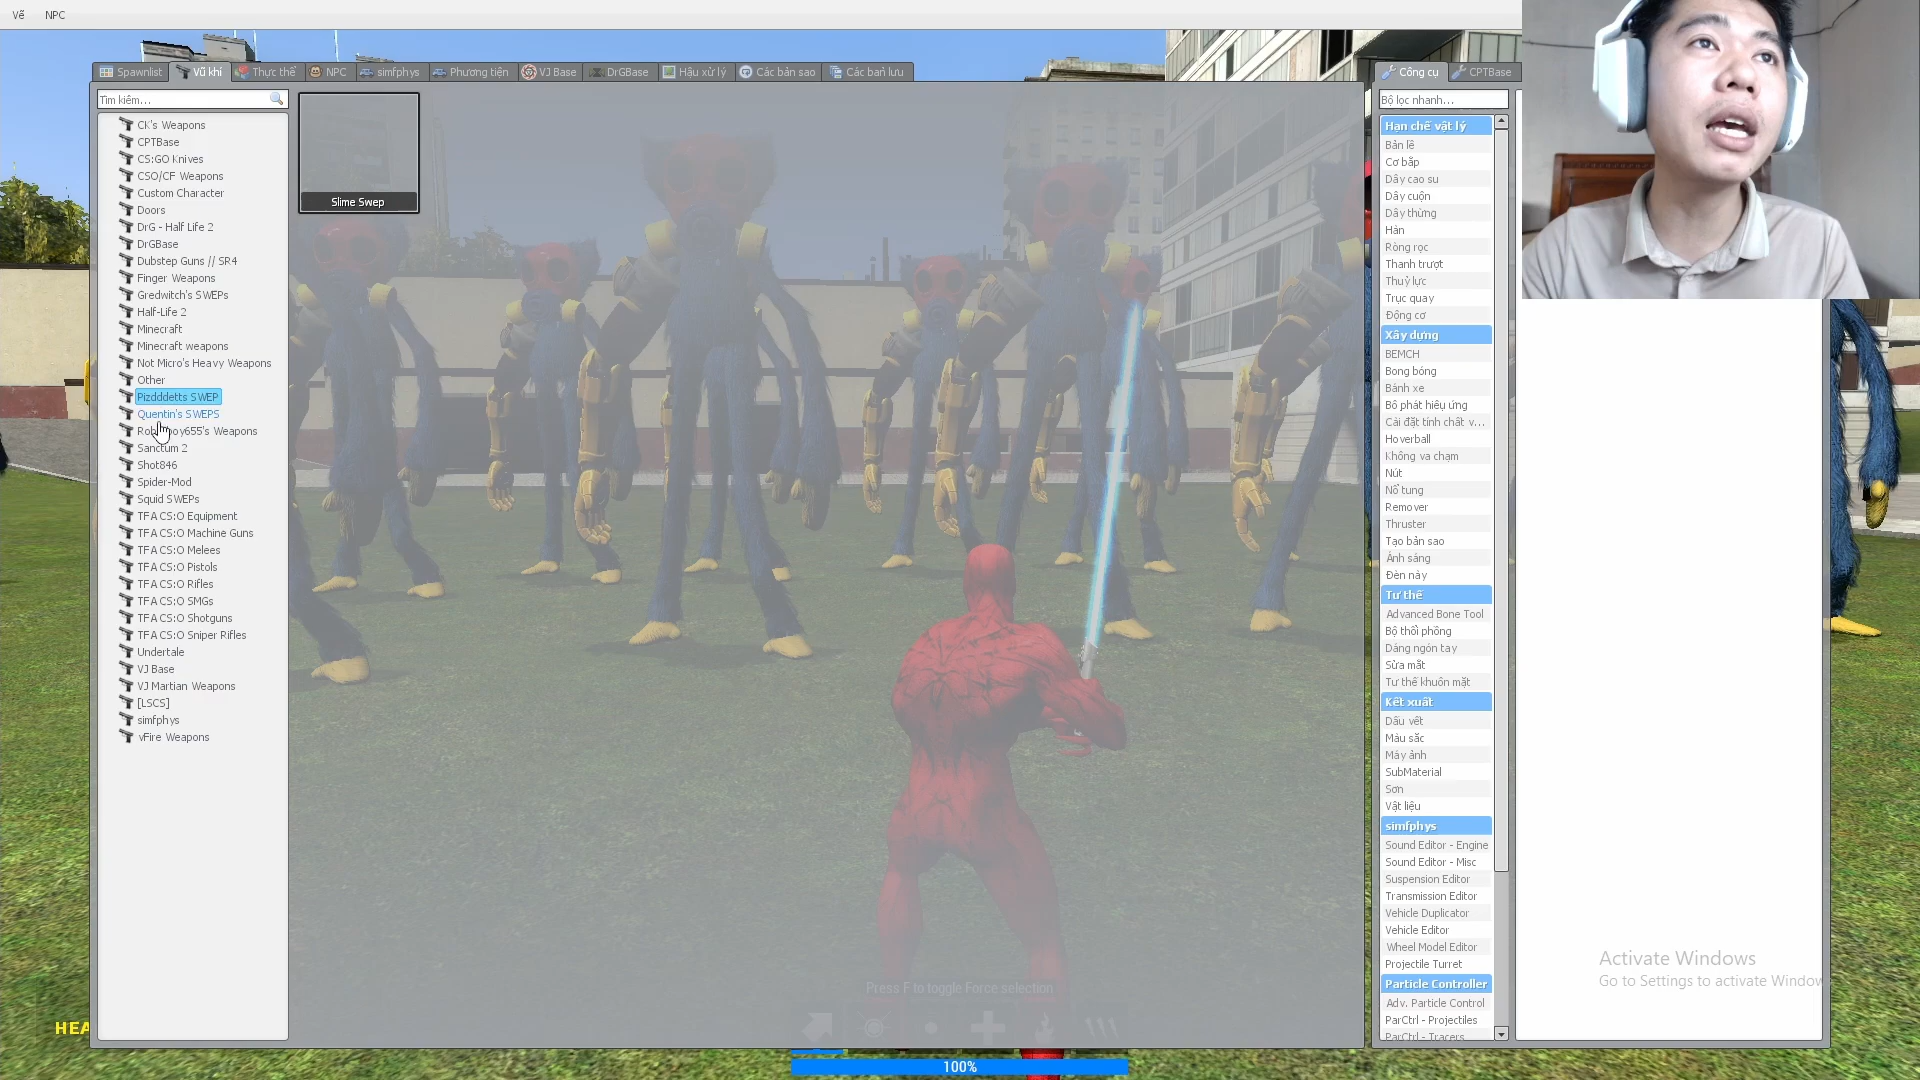 Vẽ NPC
Spawnlist Vũ khí Thực thể NPC simfphys Phương tiện VJ Base DrGBase Hậu xử lý Các bản sao Các bản lưu
Công cụ CPTBase
Tìm kiếm...
CK's Weapons
CPTBase
CS:GO Knives
CSO/CF Weapons
Custom Character
Doors
DrG - Half Life 2
DrGBase
Dubstep Guns // SR4
Finger Weapons
Gredwitch's SWEPs
Half-Life 2
Minecraft
Minecraft weapons
Not Micro's Heavy Weapons
Other
Pizdddetts SWEP
Quentin's SWEPS
Weapons
Sanctum 2
Shot846
Spider-Mod
Squid SWEPs
TFA CS:O Equipment
TFA CS:O Machine Guns
TFA CS:O Melees
TFA CS:O Pistols
TFA CS:O Rifles
TFA CS:O SMGs
TFA CS:O Shotguns
TFA CS:O Sniper Rifles
Undertale
VJ Base
VJ Martian Weapons
[LSCS]
simfphys
vFire Weapons
Slime Swep
Press F to toggle Force selection
HEA
100%
Bộ lọc nhanh...
Hạn chế vật lý
Bản lề
Cơ bắp
Dây cao su
Dây cuộn
Dây thừng
Hàn
Ròng rọc
Thanh trượt
Thuỷ lực
Trục quay
Động cơ
Xây dựng
BEMCH
Bong bóng
Bánh xe
Bộ phát hiệu ứng
Cài đặt tính chất v...
Hoverball
Không va chạm
Nút
Nổ tung
Remover
Thruster
Tạo bản sao
Ánh sáng
Đèn này
Tư thế
Advanced Bone Tool
Bộ thổi phồng
Dáng ngón tay
Sửa mắt
Tư thế khuôn mặt
Kết xuất
Dấu vết
Màu sắc
Máy ảnh
SubMaterial
Sơn
Vật liệu
simfphys
Sound Editor - Engine
Sound Editor - Misc
Suspension Editor
Transmission Editor
Vehicle Duplicator
Vehicle Editor
Wheel Model Editor
Projectile Turret
Particle Controller
Adv. Particle Control
ParCtrl - Projectiles
ParCtrl - Tracers
Activate Windows
Go to Settings to activate Windows